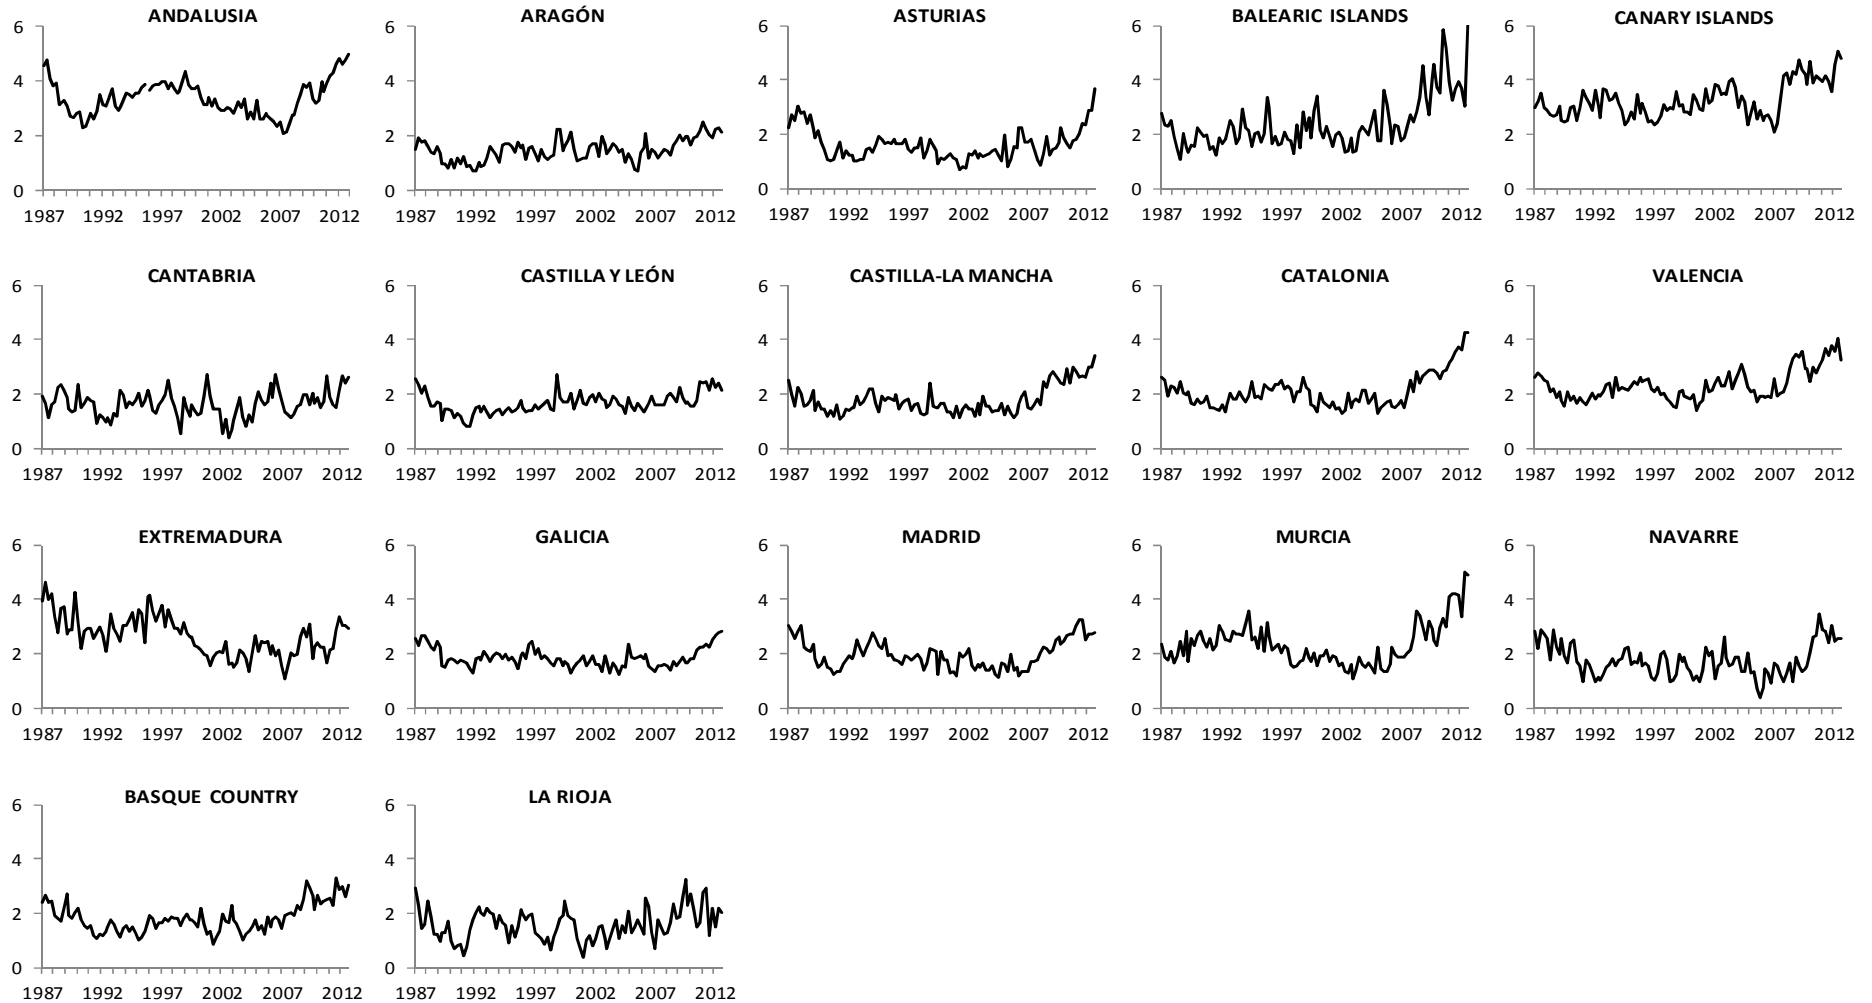 ANDALUSIA
6
4
2
0
1987 1992 1997 2002 2007 2012
ARAGÓN
6
4
2
0
1987 1992 1997 2002 2007 2012
ASTURIAS
6
4
2
0
1987 1992 1997 2002 2007 2012
BALEARIC ISLANDS
6
4
2
0
1987 1992 1997 2002 2007 2012
CANARY ISLANDS
6
4
2
0
1987 1992 1997 2002 2007 2012
CANTABRIA
6
4
2
0
1987 1992 1997 2002 2007 2012
CASTILLA Y LEÓN
6
4
2
0
1987 1992 1997 2002 2007 2012
CASTILLA-LA MANCHA
6
4
2
0
1987 1992 1997 2002 2007 2012
CATALONIA
6
4
2
0
1987 1992 1997 2002 2007 2012
VALENCIA
6
4
2
0
1987 1992 1997 2002 2007 2012
EXTREMADURA
6
4
2
0
1987 1992 1997 2002 2007 2012
GALICIA
6
4
2
0
1987 1992 1997 2002 2007 2012
MADRID
6
4
2
0
1987 1992 1997 2002 2007 2012
MURCIA
6
4
2
0
1987 1992 1997 2002 2007 2012
NAVARRE
6
4
2
0
1987 1992 1997 2002 2007 2012
BASQUE COUNTRY
6
4
2
0
1987 1992 1997 2002 2007 2012
LA RIOJA
6
4
2
0
1987 1992 1997 2002 2007 2012